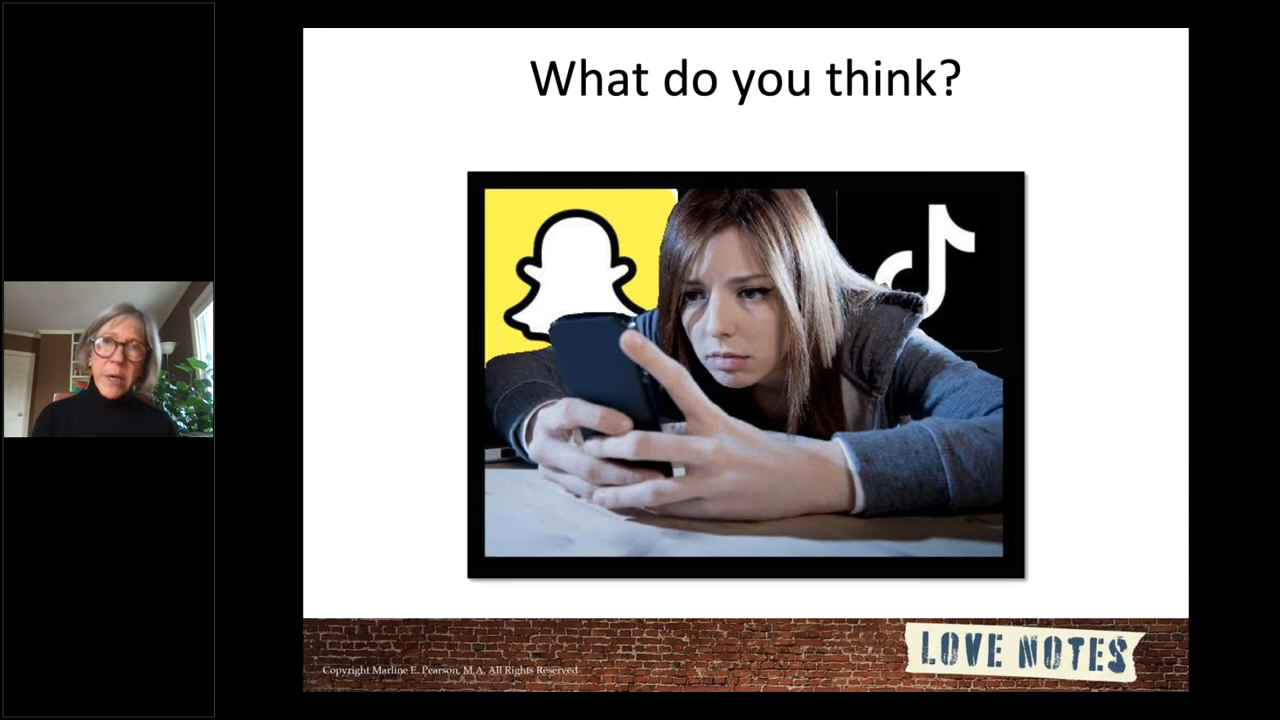 What do you think?
LOVE NOTES
Copyright Marline E. Pearson, M.A. All Rights Reserved